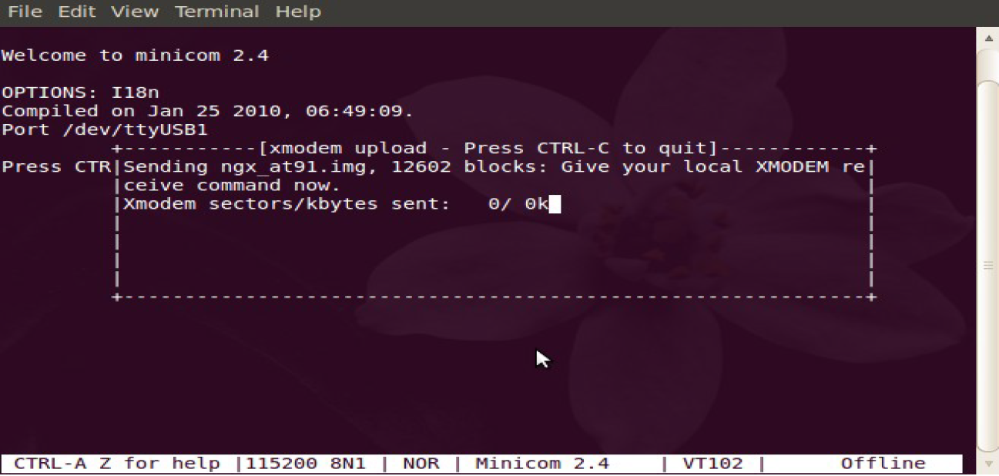 File Edit View Terminal Help
Welcome to minicom 2.4
OPTIONS: I18n
Compiled on Jan 25 2010, 06:49:09.
Port /dev/ttyUSB1
+-----------[xmodem upload - Press CTRL-C to quit]------------+
Press CTR|Sending ngx_at91.img, 12602 blocks: Give your local XMODEM re|
|ceive command now.
|Xmodem sectors/kbytes sent:   0/ 0k
CTRL-A Z for help |115200 8N1 | NOR | Minicom 2.4    | VT102 |      Offline